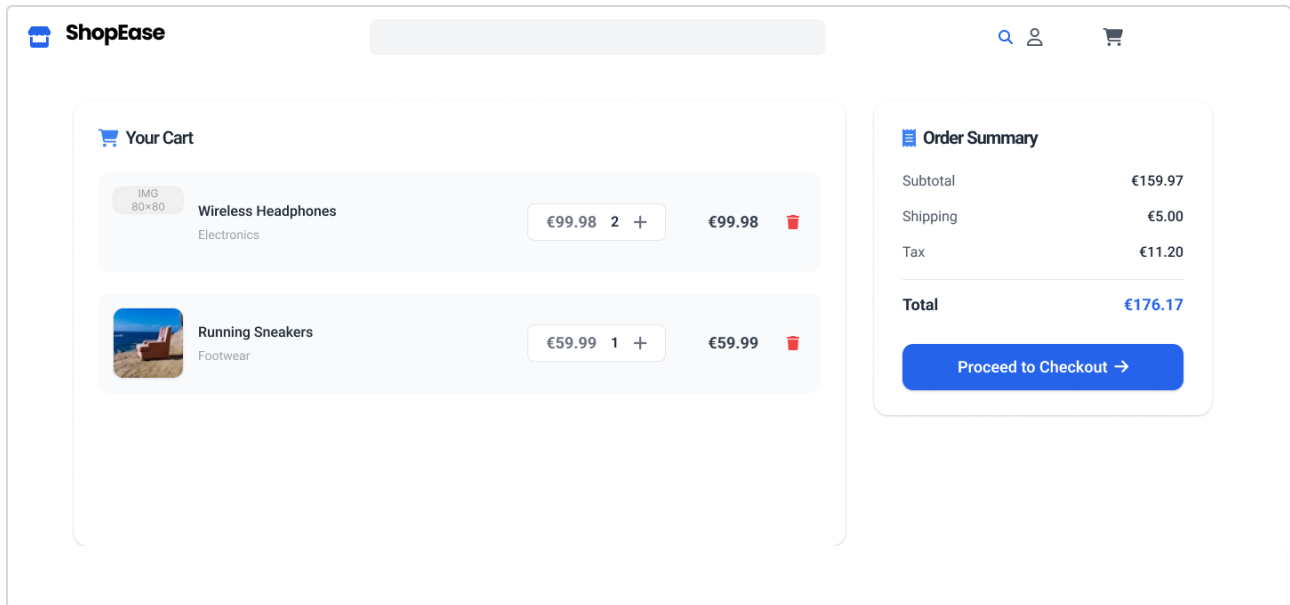 ShopEase
Your Cart
IMG
80×80
Wireless Headphones
Electronics
€99.98 2 +
€99.98
Running Sneakers
Footwear
€59.99 1 +
€59.99
Order Summary
Subtotal €159.97
Shipping €5.00
Tax €11.20
Total €176.17
Proceed to Checkout →